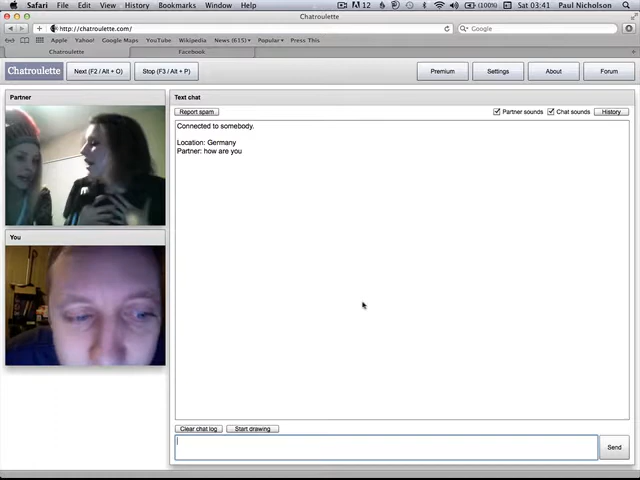 Safari File Edit View History Bookmarks Window Help 12 (100%) Sat 03:41 Paul Nicholson
Chatroulette
http://chatroulette.com/ Google
Apple Yahoo! Google Maps YouTube Wikipedia News (615) Popular Press This
Chatroulette Facebook
Chatroulette Next (F2 / Alt + O) Stop (F3 / Alt + P) Premium Settings About Forum
Partner
You
Text chat
Report spam Partner sounds Chat sounds History
Connected to somebody.
Location: Germany
Partner: how are you
Clear chat log Start drawing
Send